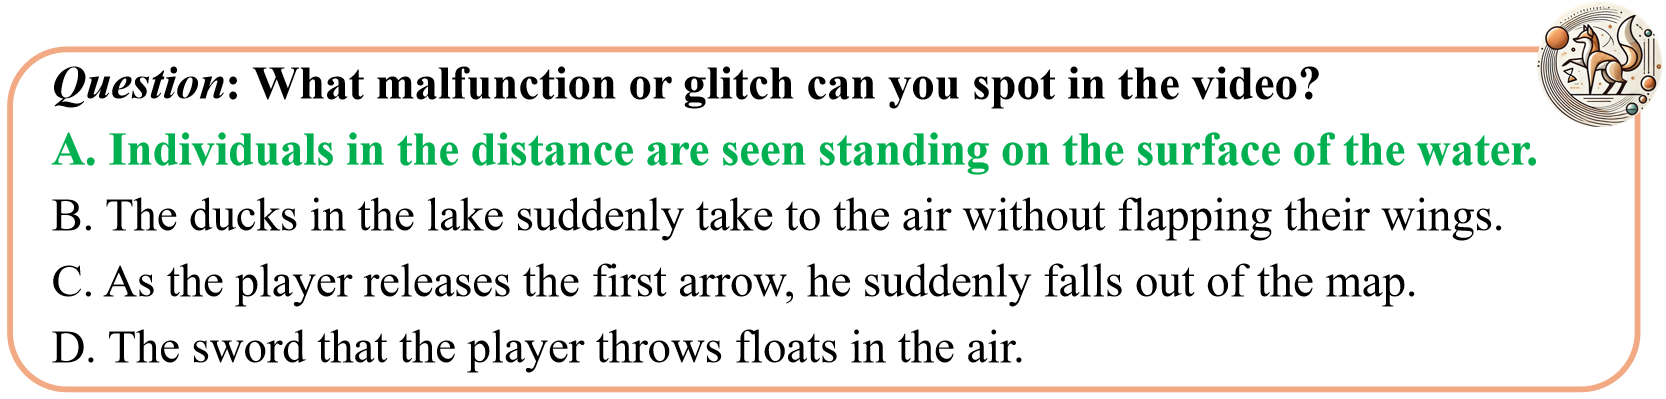 Question: What malfunction or glitch can you spot in the video?
A. Individuals in the distance are seen standing on the surface of the water.
B. The ducks in the lake suddenly take to the air without flapping their wings.
C. As the player releases the first arrow, he suddenly falls out of the map.
D. The sword that the player throws floats in the air.